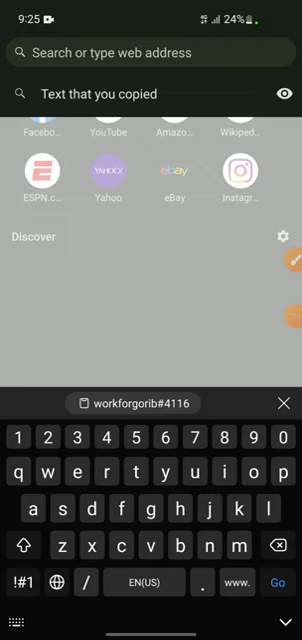 9:25 24%
Search or type web address
Text that you copied
Facebo... YouTube Amazo... Wikiped...
ESPN.c... Yahoo eBay Instagr...
YAHOO! ebay
Discover
workforgorib#4116
1 2 3 4 5 6 7 8 9 0
q w e r t y u i o p
a s d f g h j k l
z x c v b n m
!#1 / EN(US) . www. Go